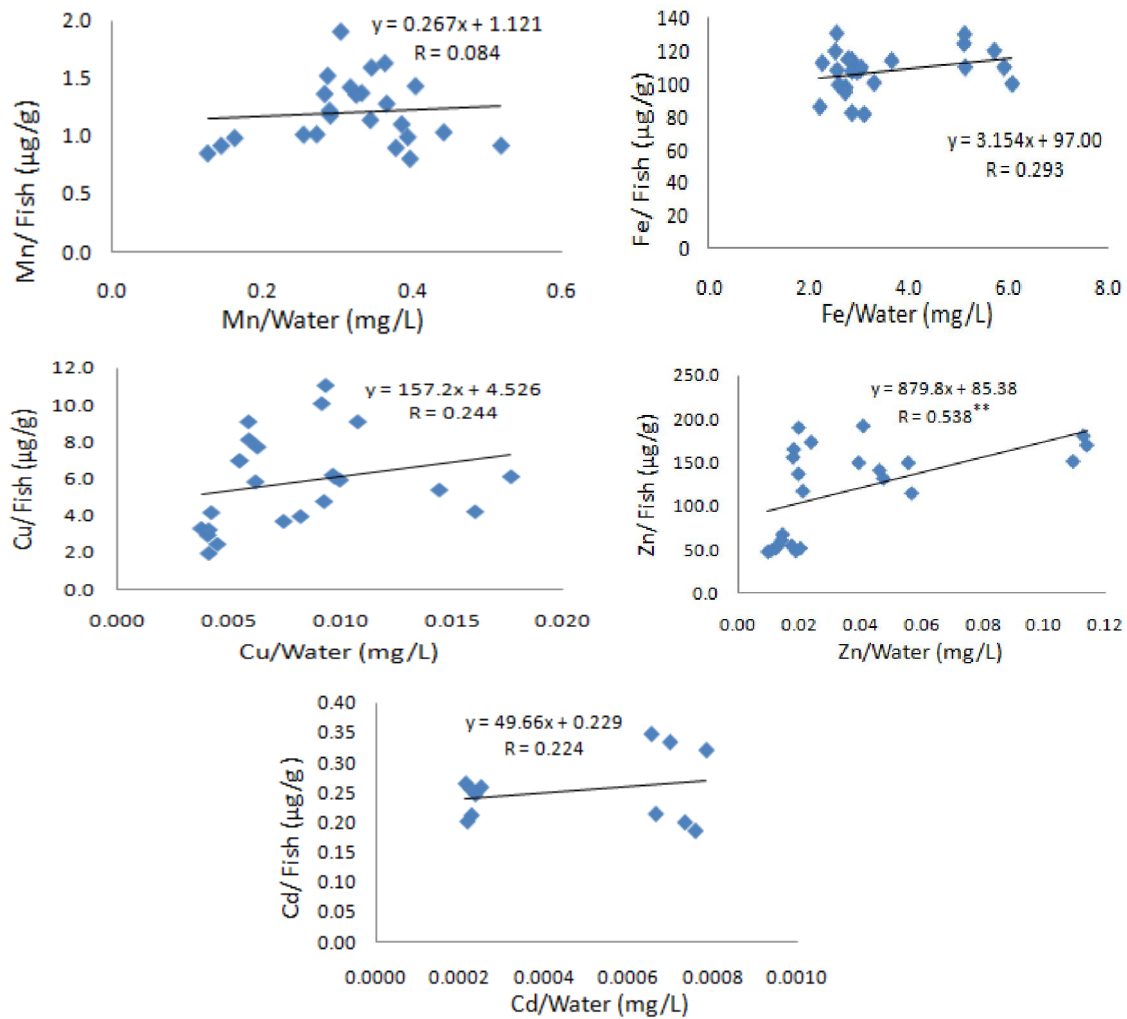 y = 0.267x + 1.121
R = 0.084
2.0
1.5
1.0
0.5
0.0
Mn/ Fish (µg/g)
0.0 0.2 0.4 0.6
Mn/Water (mg/L)
140
120
100
80
60
40
20
0
Fe/ Fish (µg/g)
y = 3.154x + 97.00
R = 0.293
0.0 2.0 4.0 6.0 8.0
Fe/Water (mg/L)
12.0
10.0
8.0
6.0
4.0
2.0
0.0
Cu/ Fish (µg/g)
y = 157.2x + 4.526
R = 0.244
0.000 0.005 0.010 0.015 0.020
Cu/Water (mg/L)
250.0
200.0
150.0
100.0
50.0
0.0
Zn/ Fish (µg/g)
y = 879.8x + 85.38
R = 0.538**
0.00 0.02 0.04 0.06 0.08 0.10 0.12
Zn/Water (mg/L)
0.40
0.35
0.30
0.25
0.20
0.15
0.10
0.05
0.00
Cd/ Fish (µg/g)
y = 49.66x + 0.229
R = 0.224
0.0000 0.0002 0.0004 0.0006 0.0008 0.0010
Cd/Water (mg/L)